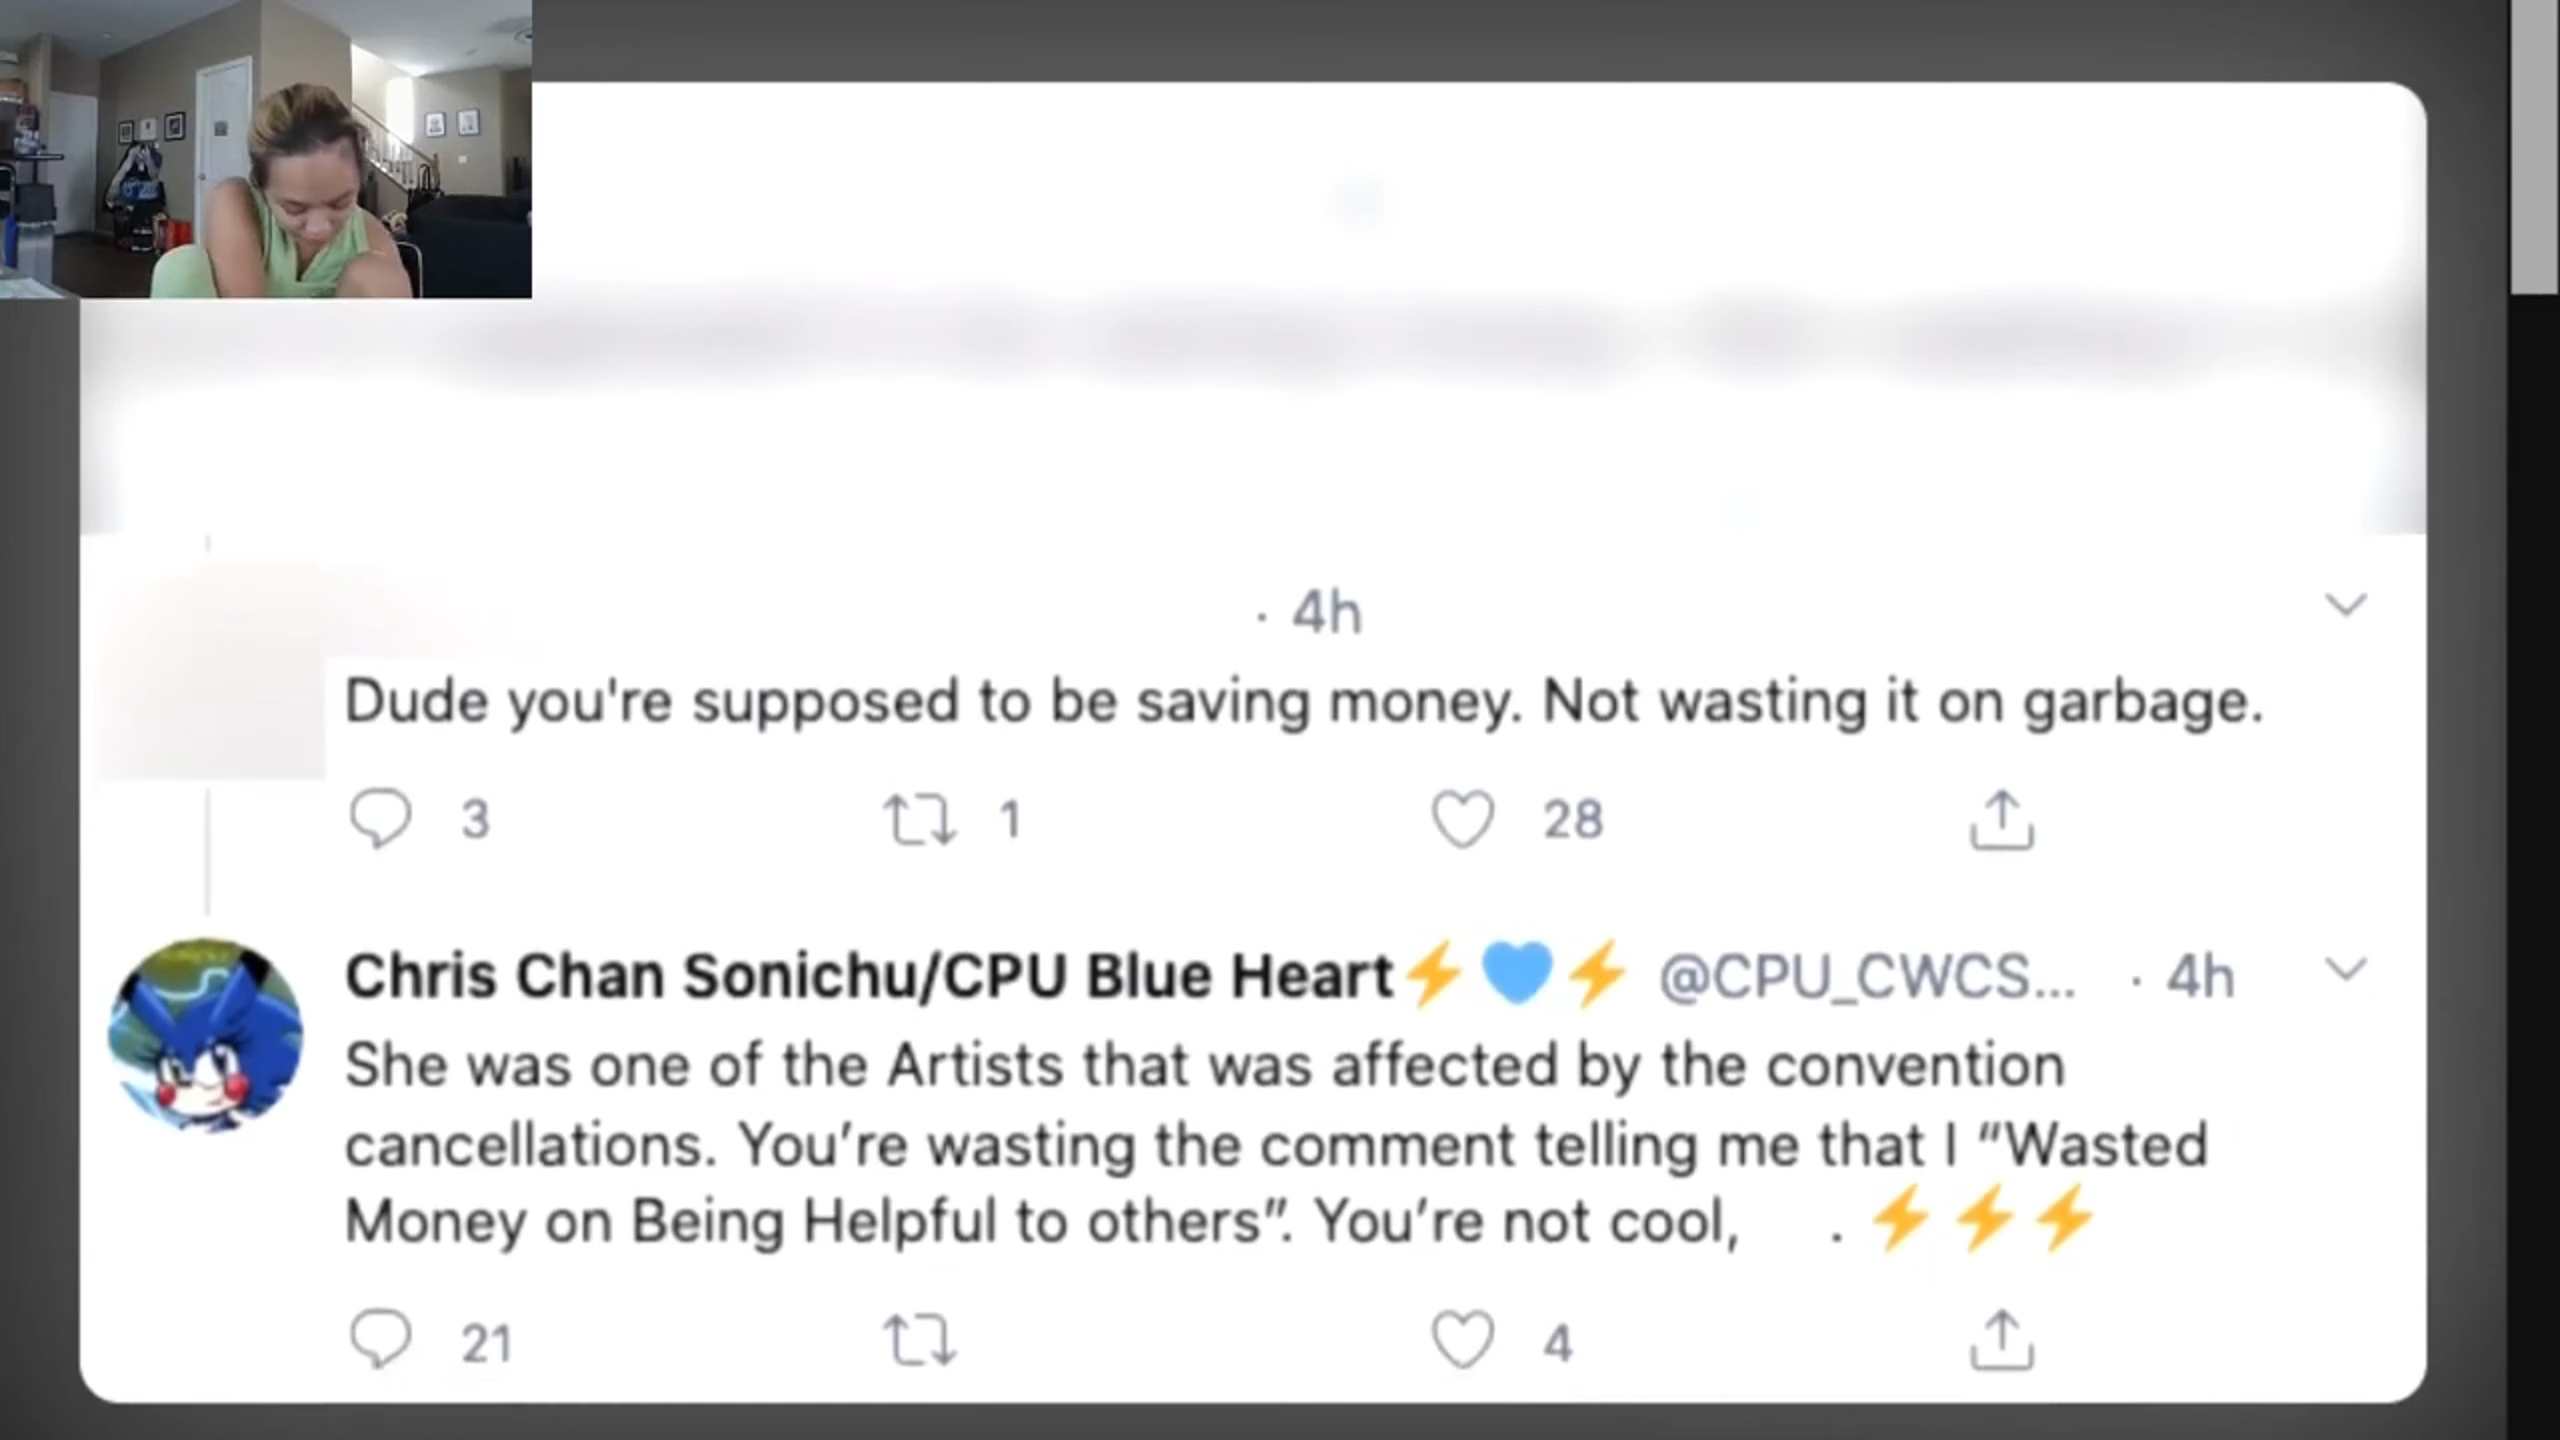 · 4h
Dude you're supposed to be saving money. Not wasting it on garbage.
3 1 28
Chris Chan Sonichu/CPU Blue Heart⚡💙⚡ @CPU_CWCS... · 4h
She was one of the Artists that was affected by the convention
cancellations. You’re wasting the comment telling me that I “Wasted
Money on Being Helpful to others”. You’re not cool, . ⚡⚡⚡
21 4